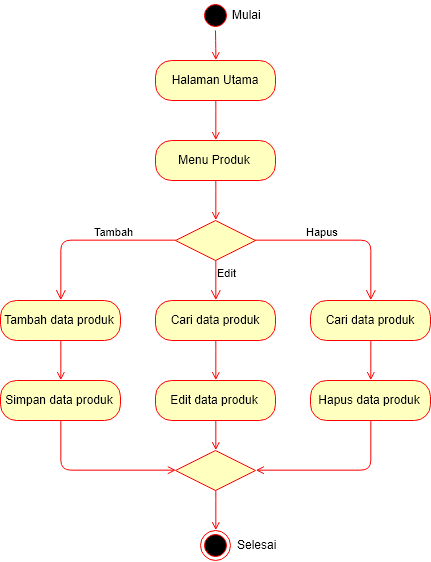 Mulai
Halaman Utama
Menu Produk
Tambah
Hapus
Edit
Tambah data produk
Cari data produk
Cari data produk
Simpan data produk
Edit data produk
Hapus data produk
Selesai